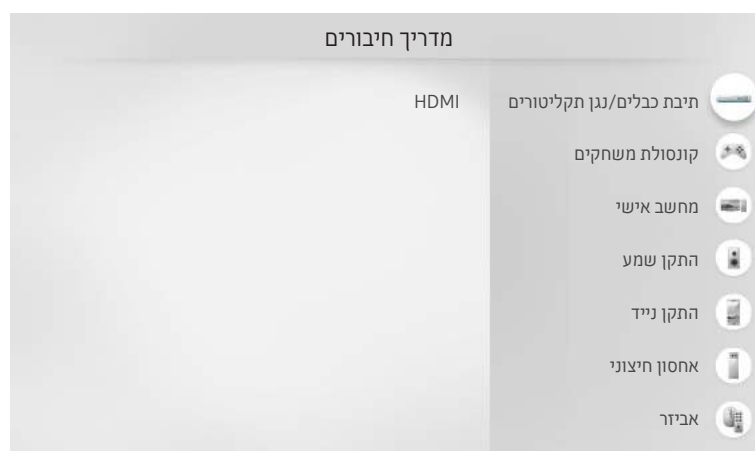 מדריך חיבורים
תיבת כבלים/נגן תקליטורים
HDMI
קונסולת משחקים
מחשב אישי
התקן שמע
התקן נייד
אחסון חיצוני
אביזר